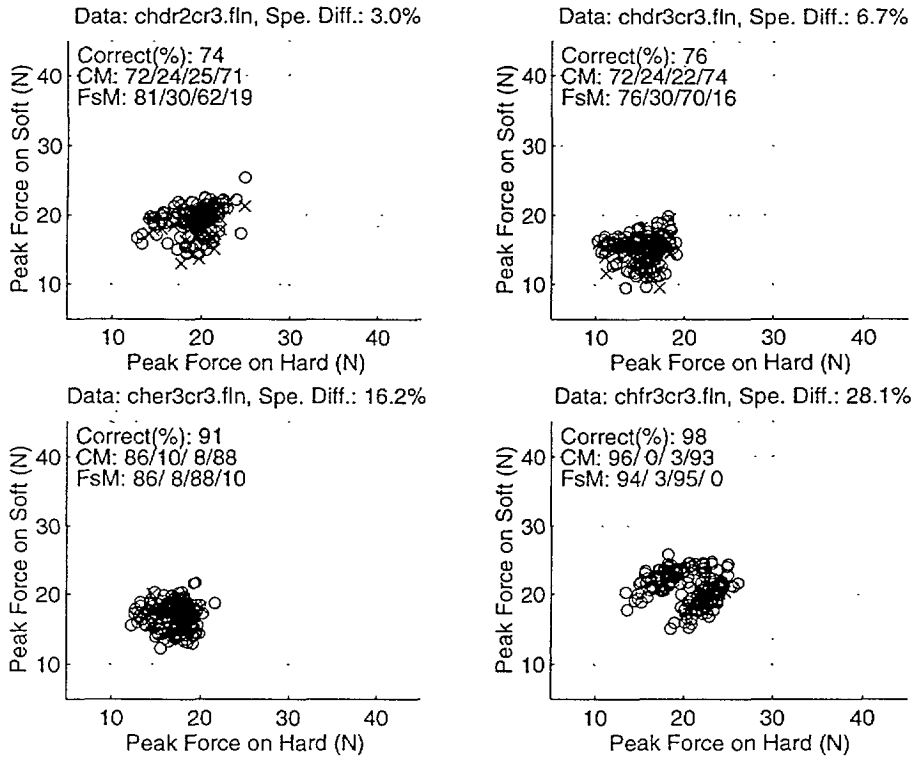 Data: chdr2cr3.fln, Spe. Diff.: 3.0%
Correct(%): 74
CM: 72/24/25/71
FsM: 81/30/62/19
Peak Force on Soft (N)
40
30
20
10
10 20 30 40
Peak Force on Hard (N)
Data: chdr3cr3.fln, Spe. Diff.: 6.7%
Correct(%): 76
CM: 72/24/22/74
FsM: 76/30/70/16
Peak Force on Soft (N)
40
30
20
10
10 20 30 40
Peak Force on Hard (N)
Data: cher3cr3.fln, Spe. Diff.: 16.2%
Correct(%): 91
CM: 86/10/ 8/88
FsM: 86/ 8/88/10
Peak Force on Soft (N)
40
30
20
10
10 20 30 40
Peak Force on Hard (N)
Data: chfr3cr3.fln, Spe. Diff.: 28.1%
Correct(%): 98
CM: 96/ 0/ 3/93
FsM: 94/ 3/95/ 0
Peak Force on Soft (N)
40
30
20
10
10 20 30 40
Peak Force on Hard (N)